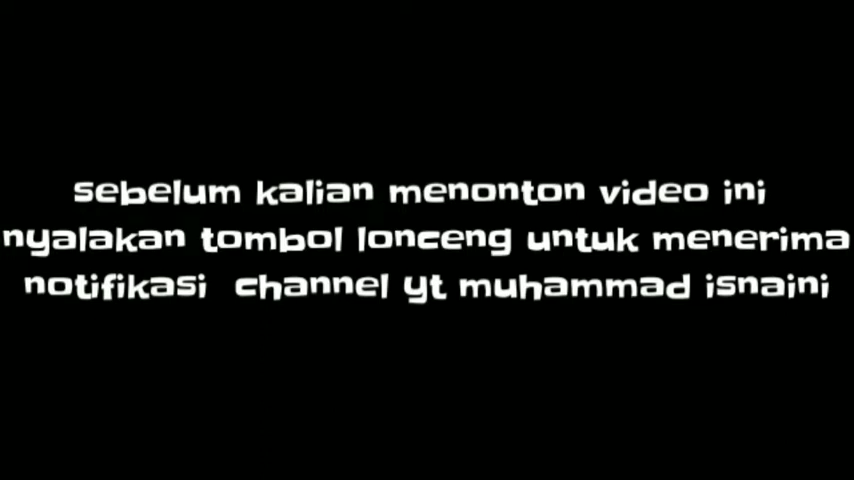 sebelum kalian menonton video ini
nyalakan tombol lonceng untuk menerima
notifikasi channel yt muhammad isnaini